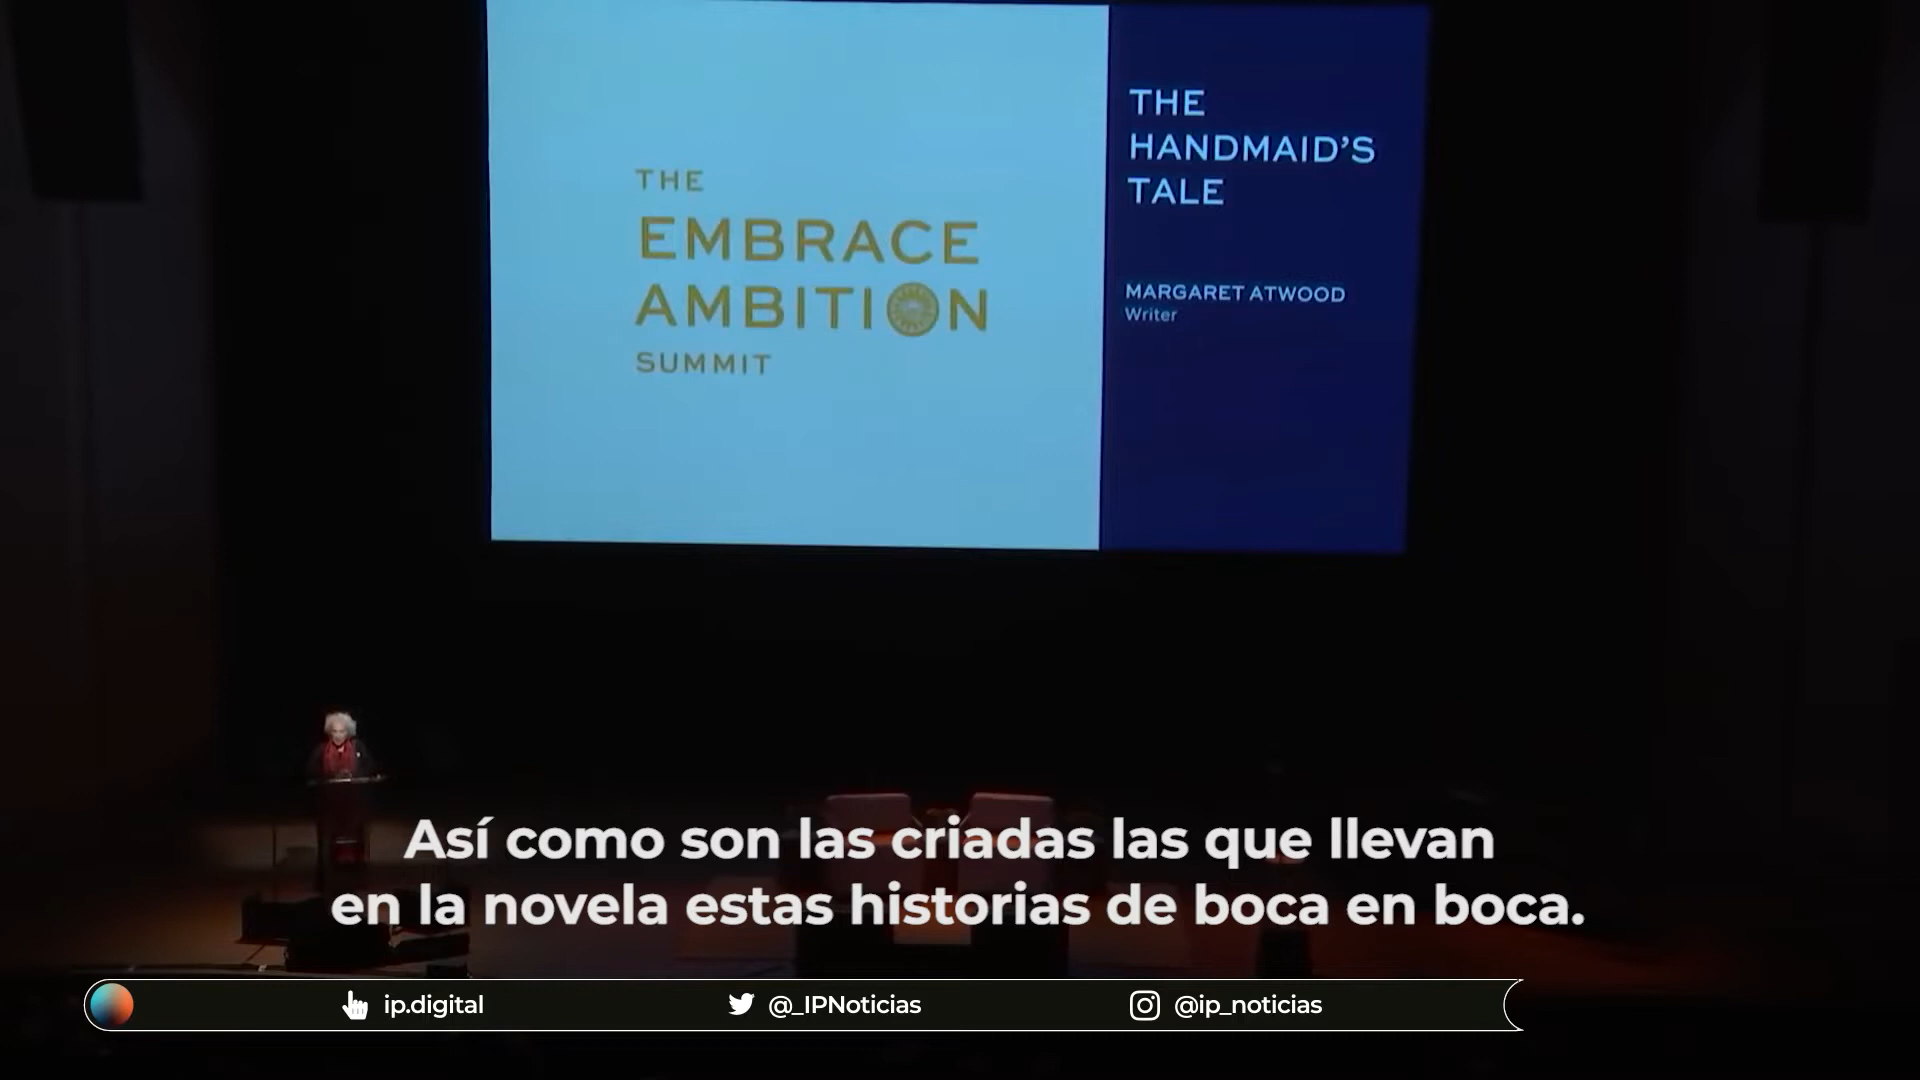 THE
EMBRACE
AMBITION
SUMMIT
THE
HANDMAID'S
TALE
MARGARET ATWOOD
Writer
Así como son las criadas las que llevan
en la novela estas historias de boca en boca.
ip.digital
@_IPNoticias
@ip_noticias